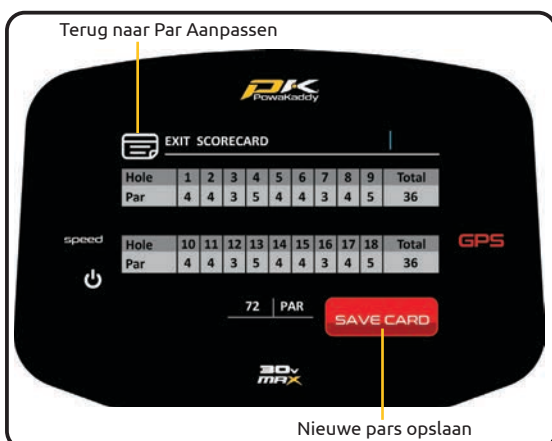 Terug naar Par Aanpassen
PK
PowaKaddy
EXIT SCORECARD
Hole 1 2 3 4 5 6 7 8 9 Total
Par 4 4 3 5 4 4 3 4 5 36
speed
GPS
Hole 10 11 12 13 14 15 16 17 18 Total
Par 4 4 3 5 4 4 3 4 5 36
72 PAR
SAVE CARD
30v
MAX
Nieuwe pars opslaan